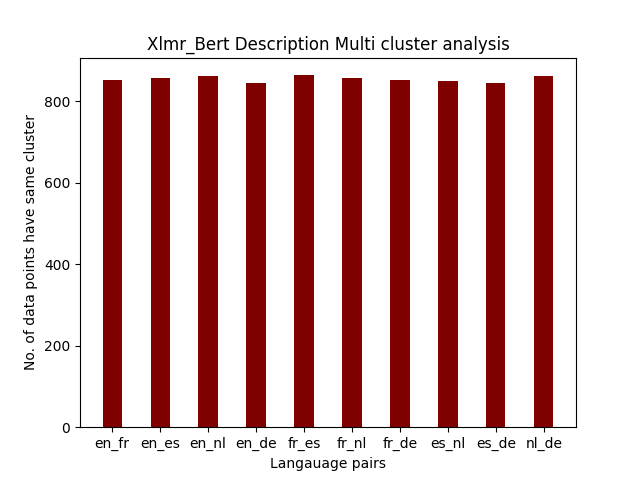 Xlmr_Bert Description Multi cluster analysis
No. of data points have same cluster
800
600
400
200
0
en_fr en_es en_nl en_de fr_es fr_nl fr_de es_nl es_de nl_de
Langauage pairs